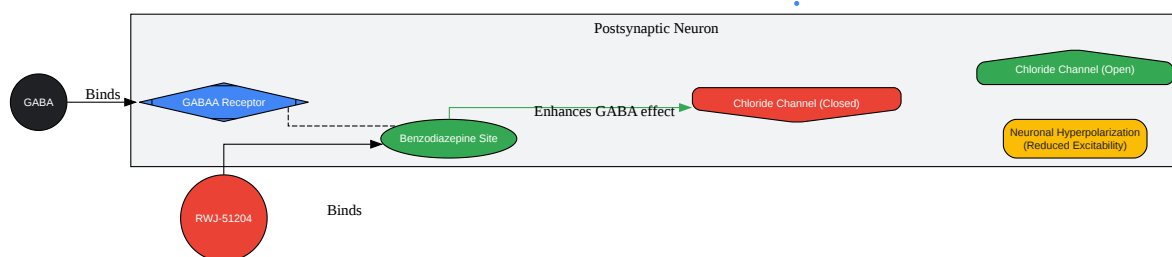 Postsynaptic Neuron
Chloride Channel (Open)
GABA
Binds
GABAA Receptor
Enhances GABA effect
Chloride Channel (Closed)
Benzodiazepine Site
Neuronal Hyperpolarization
(Reduced Excitability)
RWJ-51204
Binds